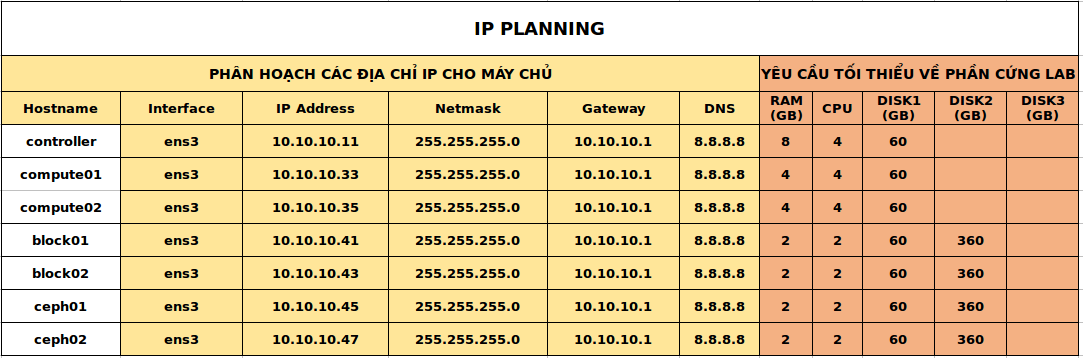 IP PLANNING
PHÂN HOẠCH CÁC ĐỊA CHỈ IP CHO MÁY CHỦ YÊU CẦU TỐI THIỂU VỀ PHẦN CỨNG LAB
Hostname Interface IP Address Netmask Gateway DNS RAM (GB) CPU DISK1 (GB) DISK2 (GB) DISK3 (GB)
controller ens3 10.10.10.11 255.255.255.0 10.10.10.1 8.8.8.8 8 4 60
compute01 ens3 10.10.10.33 255.255.255.0 10.10.10.1 8.8.8.8 4 4 60
compute02 ens3 10.10.10.35 255.255.255.0 10.10.10.1 8.8.8.8 4 4 60
block01 ens3 10.10.10.41 255.255.255.0 10.10.10.1 8.8.8.8 2 2 60 360
block02 ens3 10.10.10.43 255.255.255.0 10.10.10.1 8.8.8.8 2 2 60 360
ceph01 ens3 10.10.10.45 255.255.255.0 10.10.10.1 8.8.8.8 2 2 60 360
ceph02 ens3 10.10.10.47 255.255.255.0 10.10.10.1 8.8.8.8 2 2 60 360